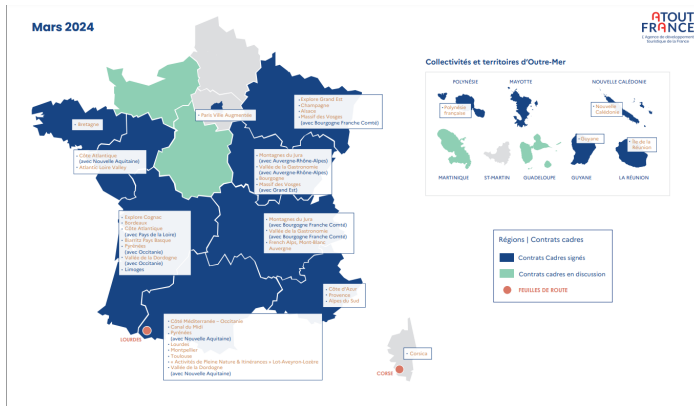 Mars 2024
ATOUT
FRANCE
L'Agence de développement
touristique de la France
Collectivités et territoires d'Outre-Mer
POLYNÉSIE
MAYOTTE
NOUVELLE CALÉDONIE
• Polynésie
française
• Nouvelle
Calédonie
• Guyane
• Île de la
Réunion
MARTINIQUE
ST-MARTIN
GUADELOUPE
GUYANE
LA RÉUNION
• Explore Grand Est
• Champagne
• Alsace
• Massif des Vosges
(avec Bourgogne Franche Comté)
• Paris Ville Augmentée
• Bretagne
• Côte Atlantique
(avec Nouvelle Aquitaine)
• Atlantic Loire Valley
• Montagnes du Jura
(avec Auvergne-Rhône-Alpes)
• Vallée de la Gastronomie
(avec Auvergne-Rhône-Alpes)
• Bourgogne
• Massif des Vosges
(avec Grand Est)
• Explore Cognac
• Bordeaux
• Côte Atlantique
(avec Pays de la Loire)
• Biarritz Pays Basque
• Pyrénées
(avec Occitanie)
• Vallée de la Dordogne
(avec Occitanie)
• Limoges
• Montagnes du Jura
(avec Bourgogne Franche Comté)
• Vallée de la Gastronomie
(avec Bourgogne Franche Comté)
• French Alps, Mont-Blanc
Auvergne
• Côte d'Azur
• Provence
• Alpes du Sud
LOURDES
• Côté Méditerranée - Occitanie
• Canal du Midi
• Pyrénées
(avec Nouvelle Aquitaine)
• Lourdes
• Montpellier
• Toulouse
• « Activités de Pleine Nature & Itinérances » Lot-Aveyron-Lozère
• Vallée de la Dordogne
(avec Nouvelle Aquitaine)
• Corsica
CORSE
Régions | Contrats cadres
Contrats Cadres signés
Contrats cadres en discussion
FEUILLES DE ROUTE